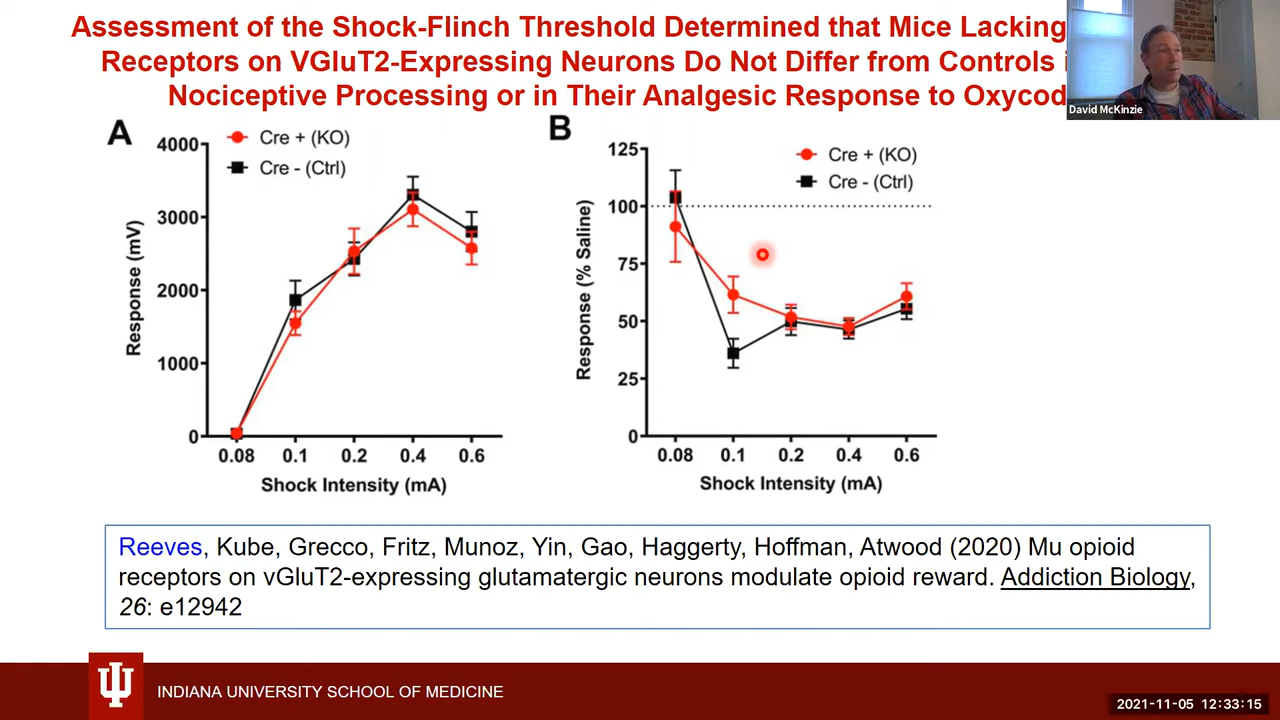 Assessment of the Shock-Flinch Threshold Determined that Mice Lacking
Receptors on VGluT2-Expressing Neurons Do Not Differ from Controls
Nociceptive Processing or in Their Analgesic Response to Oxycod
David McKinzie
A
Cre + (KO)
Cre - (Ctrl)
4000
3000
2000
1000
0
Response (mV)
0.08 0.1 0.2 0.4 0.6
Shock Intensity (mA)
B
Cre + (KO)
Cre - (Ctrl)
125
100
75
50
25
0
Response (% Saline)
0.08 0.1 0.2 0.4 0.6
Shock Intensity (mA)
Reeves, Kube, Grecco, Fritz, Munoz, Yin, Gao, Haggerty, Hoffman, Atwood (2020) Mu opioid
receptors on vGluT2-expressing glutamatergic neurons modulate opioid reward. Addiction Biology,
26: e12942
INDIANA UNIVERSITY SCHOOL OF MEDICINE
2021-11-05 12:33:15